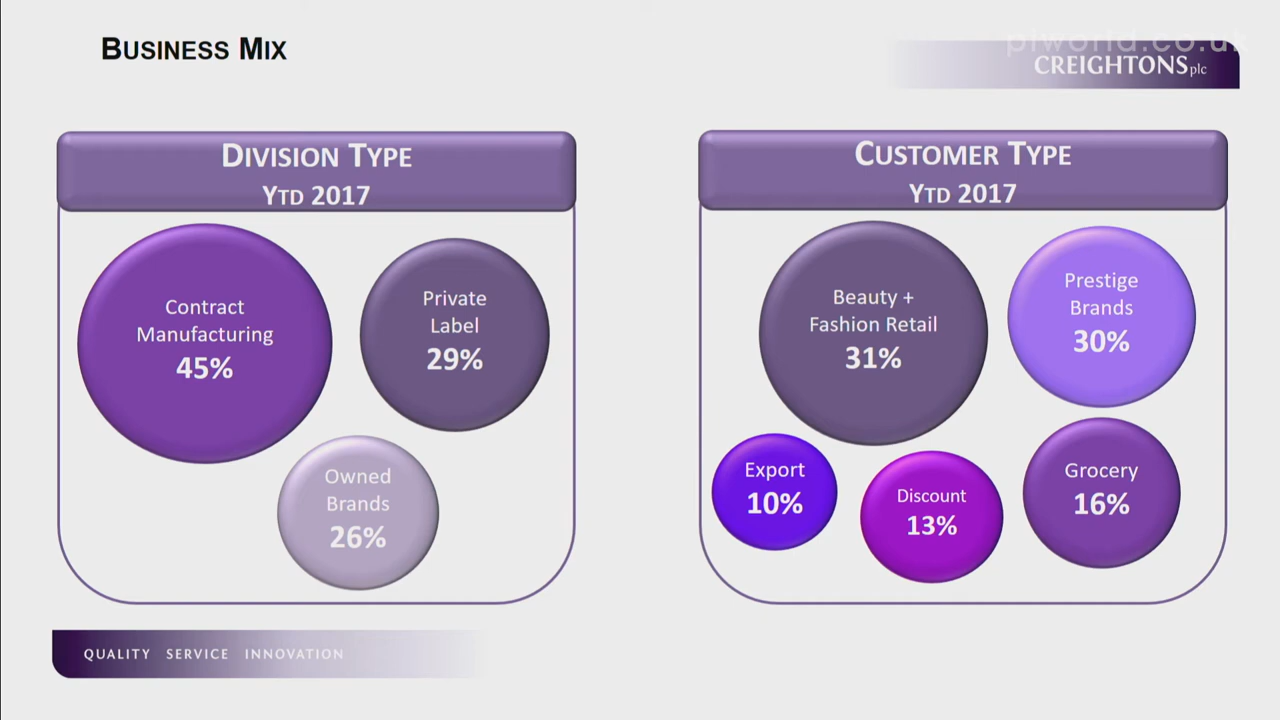 BUSINESS MIX
piworld.co.uk
CREIGHTONS plc
DIVISION TYPE
YTD 2017
Contract
Manufacturing
45%
Private
Label
29%
Owned
Brands
26%
CUSTOMER TYPE
YTD 2017
Beauty +
Fashion Retail
31%
Prestige
Brands
30%
Export
10%
Discount
13%
Grocery
16%
QUALITY SERVICE INNOVATION